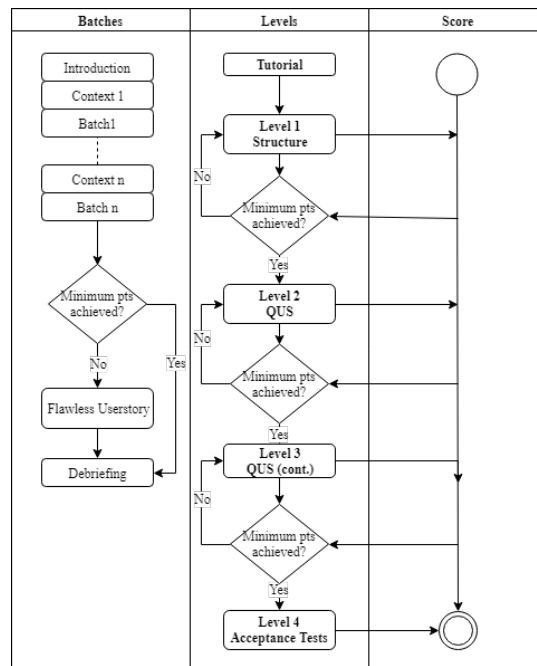 Batches
Levels
Score
Introduction
Context 1
Batch1
Context n
Batch n
Minimum pts
achieved?
No
Yes
Flawless Userstory
Debriefing
Tutorial
Level 1
Structure
No
Minimum pts
achieved?
Yes
Level 2
QUS
No
Minimum pts
achieved?
Yes
Level 3
QUS (cont.)
No
Minimum pts
achieved?
Yes
Level 4
Acceptance Tests